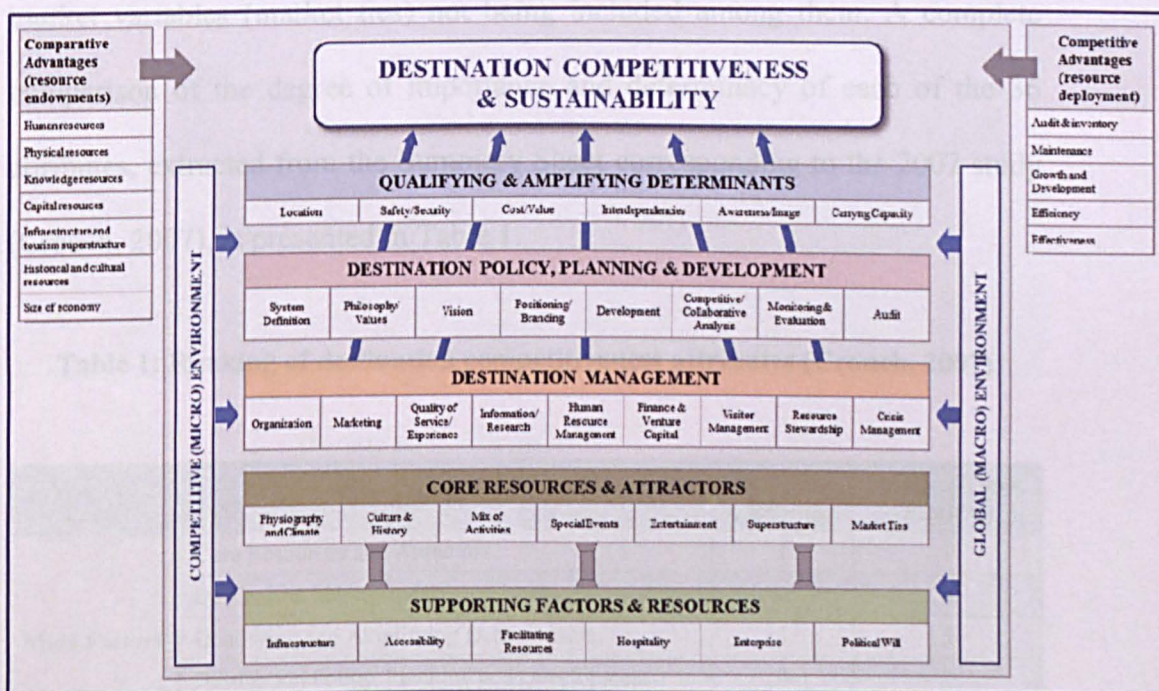 Comparative
Advantages
(resource
endowments)
Human resources
Physical resources
Knowledge resources
Capital resources
Infrastructure and
tourism superstructure
Historical and cultural
resources
Size of economy
COMPETITIVE (MICRO) ENVIRONMENT
DESTINATION COMPETITIVENESS
& SUSTAINABILITY
QUALIFYING & AMPLIFYING DETERMINANTS
Location Safety/Security Cost/Value Interdependencies Awareness/Image Carrying Capacity
DESTINATION POLICY, PLANNING & DEVELOPMENT
System
Definition
Philosophy/
Values
Vision
Positioning/
Branding
Development
Competitive/
Collaborative
Analysis
Monitoring &
Evaluation
Audit
DESTINATION MANAGEMENT
Organization
Marketing
Quality of
Service/
Experience
Information/
Research
Human
Resource
Management
Finance &
Venture
Capital
Visitor
Management
Resource
Stewardship
Crisis
Management
CORE RESOURCES & ATTRACTORS
Physiography
and Climate
Culture &
History
Mix of
Activities
Special Events
Entertainment
Superstructure
Market Ties
SUPPORTING FACTORS & RESOURCES
Infrastructure
Accessibility
Facilitating
Resources
Hospitality
Enterprise
Political Will
GLOBAL (MACRO) ENVIRONMENT
Competitive
Advantages
(resource
deployment)
Audit & inventory
Maintenance
Growth and
Development
Efficiency
Effectiveness